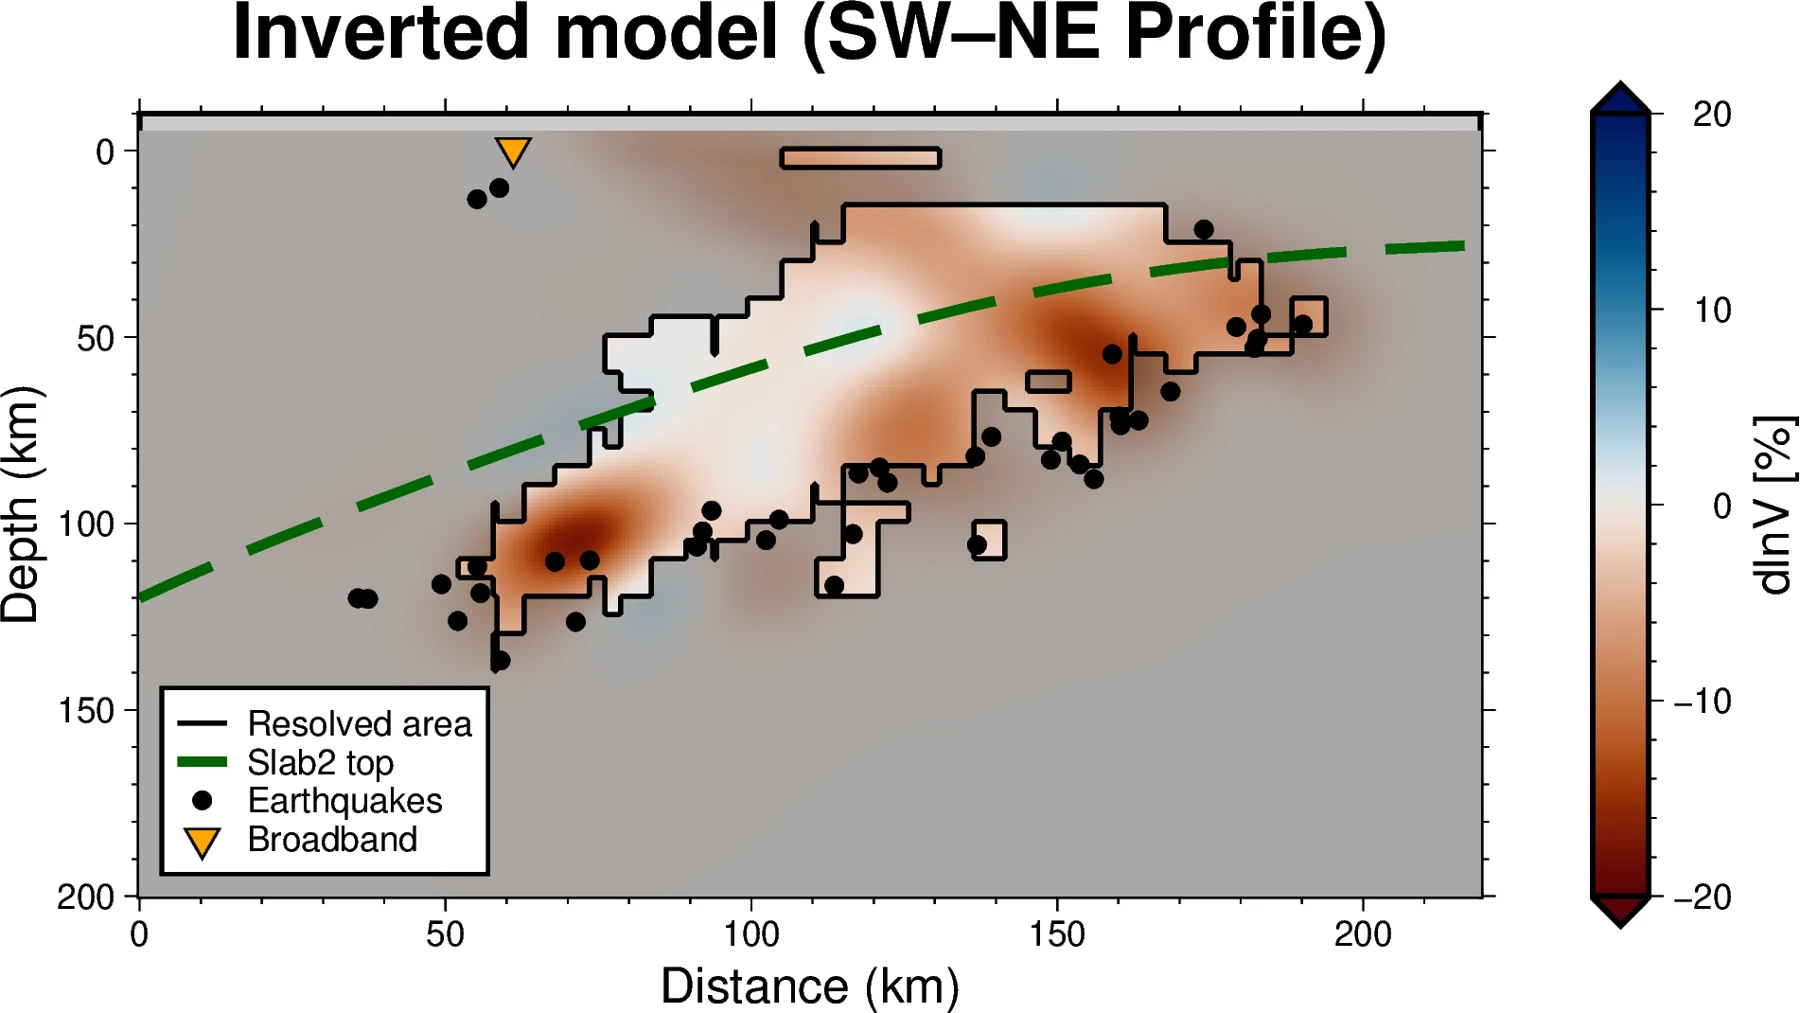 Inverted model (SW–NE Profile)
0
50
100
150
200
Depth (km)
Resolved area
Slab2 top
Earthquakes
Broadband
0
50
100
150
200
Distance (km)
20
10
0
−10
−20
dlnV [%]